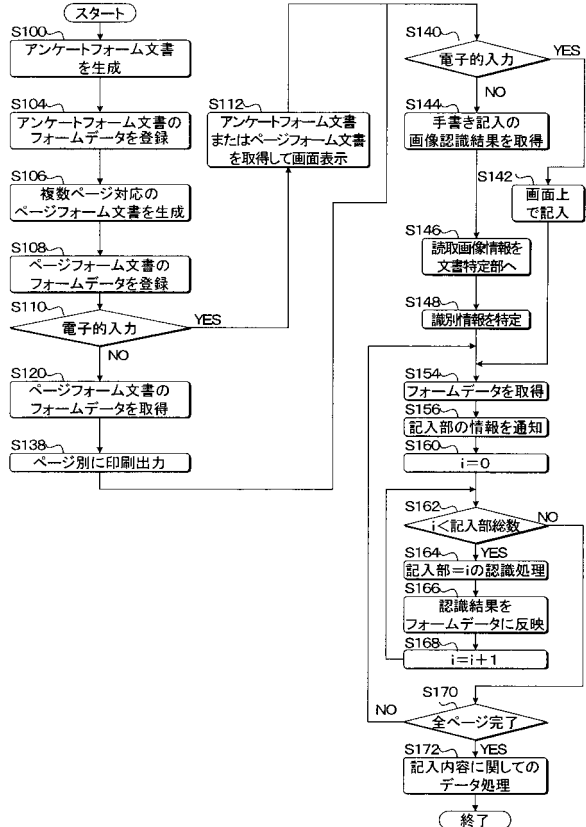 スタート
S100
アンケートフォーム文書
を生成
S104
アンケートフォーム文書の
フォームデータを登録
S106
複数ページ対応の
ページフォーム文書を生成
S108
ページフォーム文書の
フォームデータを登録
S110
電子的入力
YES
NO
S112
アンケートフォーム文書
またはページフォーム文書
を取得して画面表示
S120
ページフォーム文書の
フォームデータを取得
S138
ページ別に印刷出力
S140
電子的入力
YES
NO
S144
手書き記入の
画像認識結果を取得
S142
画面上
で記入
S146
読取画像情報を
文書特定部へ
S148
識別情報を特定
S154
フォームデータを取得
S156
記入部の情報を通知
S160
i=0
S162
i<記入部総数
NO
YES
S164
記入部=iの認識処理
S166
認識結果を
フォームデータに反映
S168
i=i+1
S170
全ページ完了
NO
YES
S172
記入内容に関しての
データ処理
終了